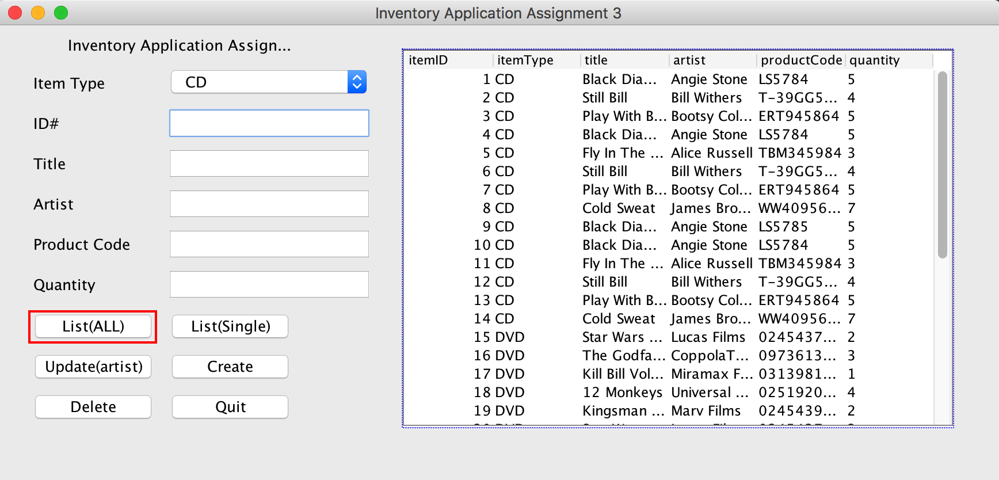 Inventory Application Assignment 3
Inventory Application Assign...
Item Type
CD
ID#
Title
Artist
Product Code
Quantity
List(ALL) List(Single)
Update(artist) Create
Delete Quit
itemID itemType title artist productCode quantity
1 CD Black Dia... Angie Stone LS5784 5
2 CD Still Bill Bill Withers T-39GG5... 4
3 CD Play With B... Bootsy Col... ERT945864 5
4 CD Black Dia... Angie Stone LS5784 5
5 CD Fly In The ... Alice Russell TBM345984 3
6 CD Still Bill Bill Withers T-39GG5... 4
7 CD Play With B... Bootsy Col... ERT945864 5
8 CD Cold Sweat James Bro... WW40956... 7
9 CD Black Dia... Angie Stone LS5785 5
10 CD Black Dia... Angie Stone LS5784 5
11 CD Fly In The ... Alice Russell TBM345984 3
12 CD Still Bill Bill Withers T-39GG5... 4
13 CD Play With B... Bootsy Col... ERT945864 5
14 CD Cold Sweat James Bro... WW40956... 7
15 DVD Star Wars ... Lucas Films 0245437... 2
16 DVD The Godfa... CoppolaT... 0973613... 3
17 DVD Kill Bill Vol... Miramax F... 0313981... 1
18 DVD 12 Monkeys Universal ... 0251920... 4
19 DVD Kingsman ... Marv Films 0245439... 2